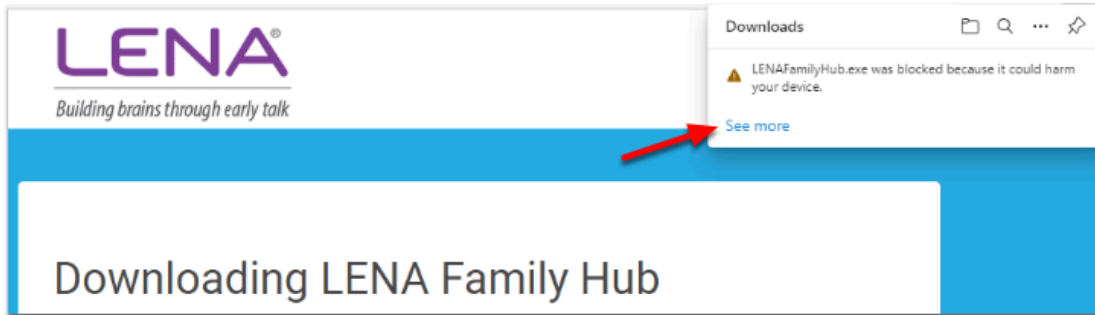 LENA®
Building brains through early talk
Downloads
LENAFamilyHub.exe was blocked because it could harm
your device.
See more
Downloading LENA Family Hub